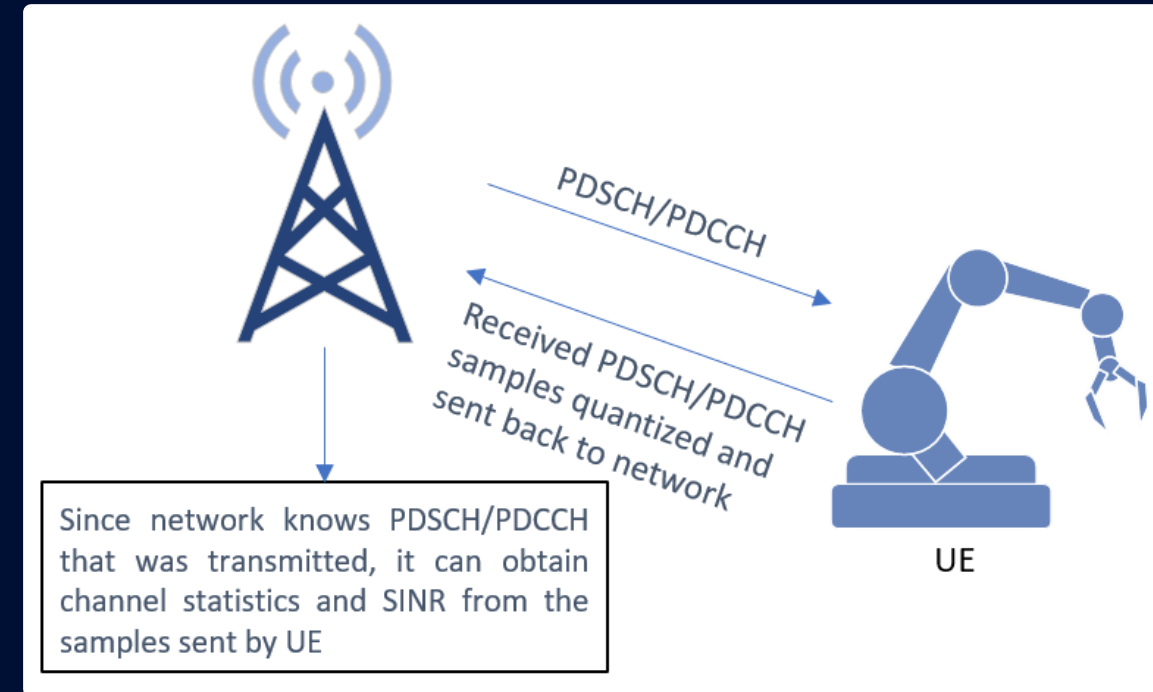 PDSCH/PDCCH
Received PDSCH/PDCCH
samples quantized and
sent back to network
Since network knows PDSCH/PDCCH
that was transmitted, it can obtain
channel statistics and SINR from the
samples sent by UE
UE